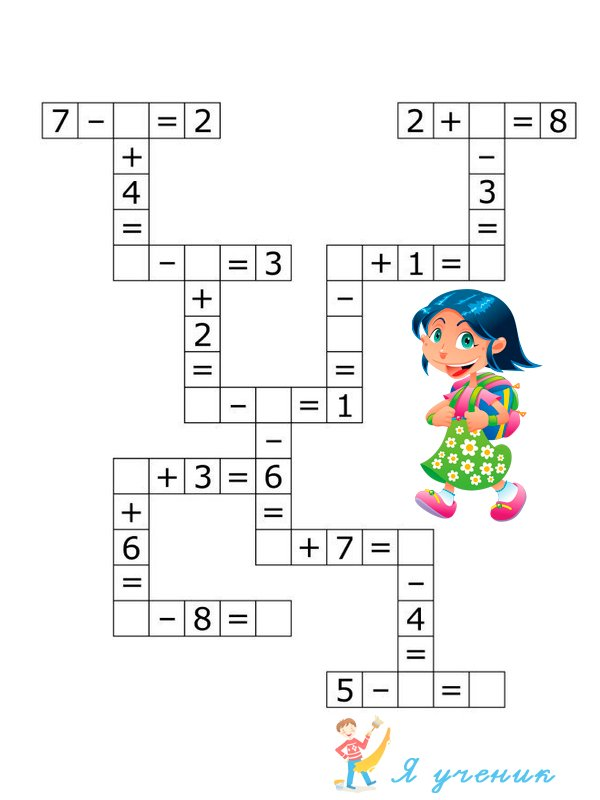 7 – = 2
2 + = 8
+
–
4
3
=
=
– = 3
+ 1 =
+
–
2
=
=
– = 1
–
+ 3 = 6
+
=
6
+ 7 =
=
–
– 8 =
4
=
5 – =
Я ученик